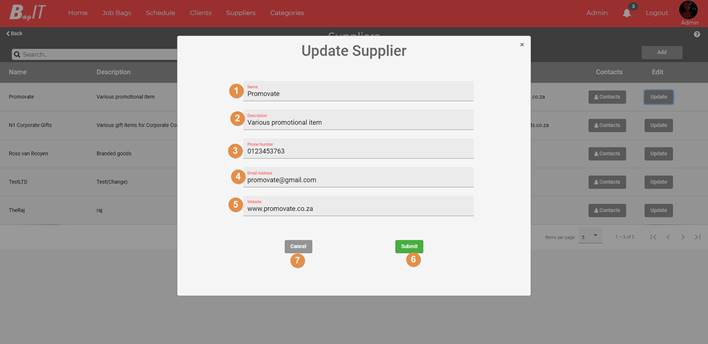 BagIT
Home Job Bags Schedule Clients Suppliers Categories Admin 3 Logout Admin
Back Suppliers
Search... Add
Name Description Contacts Edit
Promovate Various promotional item co.za Contacts Update
N1 Corporate Gifts Various gift items for Corporate Co ds.co.za Contacts Update
Ross van Rooyen Branded goods Contacts Update
TestLTD Test(Change) Contacts Update
TheRaj raj Contacts Update
Items per page: 5 1 – 5 of 5
×
Update Supplier
1 Name
Promovate
2 Description
Various promotional item
3 Phone Number
0123453763
4 Email Address
promovate@gmail.com
5 Website
www.promovate.co.za
Cancel Submit
7 6